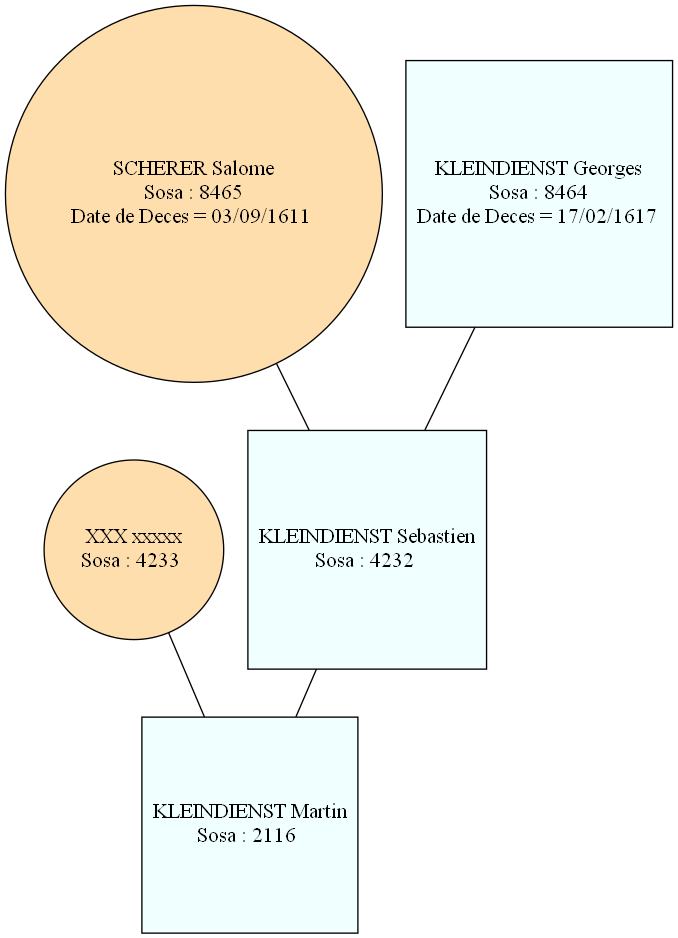 SCHERER Salome
Sosa : 8465
Date de Deces = 03/09/1611
KLEINDIENST Georges
Sosa : 8464
Date de Deces = 17/02/1617
XXX xxxxx
Sosa : 4233
KLEINDIENST Sebastien
Sosa : 4232
KLEINDIENST Martin
Sosa : 2116